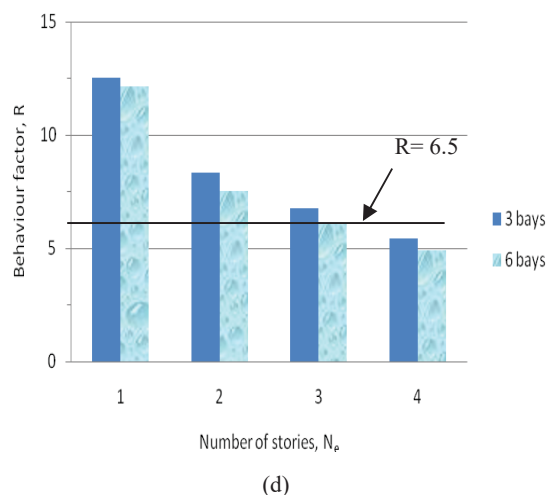 15
10
5
0
Behaviour factor, R
R= 6.5
3 bays
6 bays
1 2 3 4
Number of stories, Ne
(d)